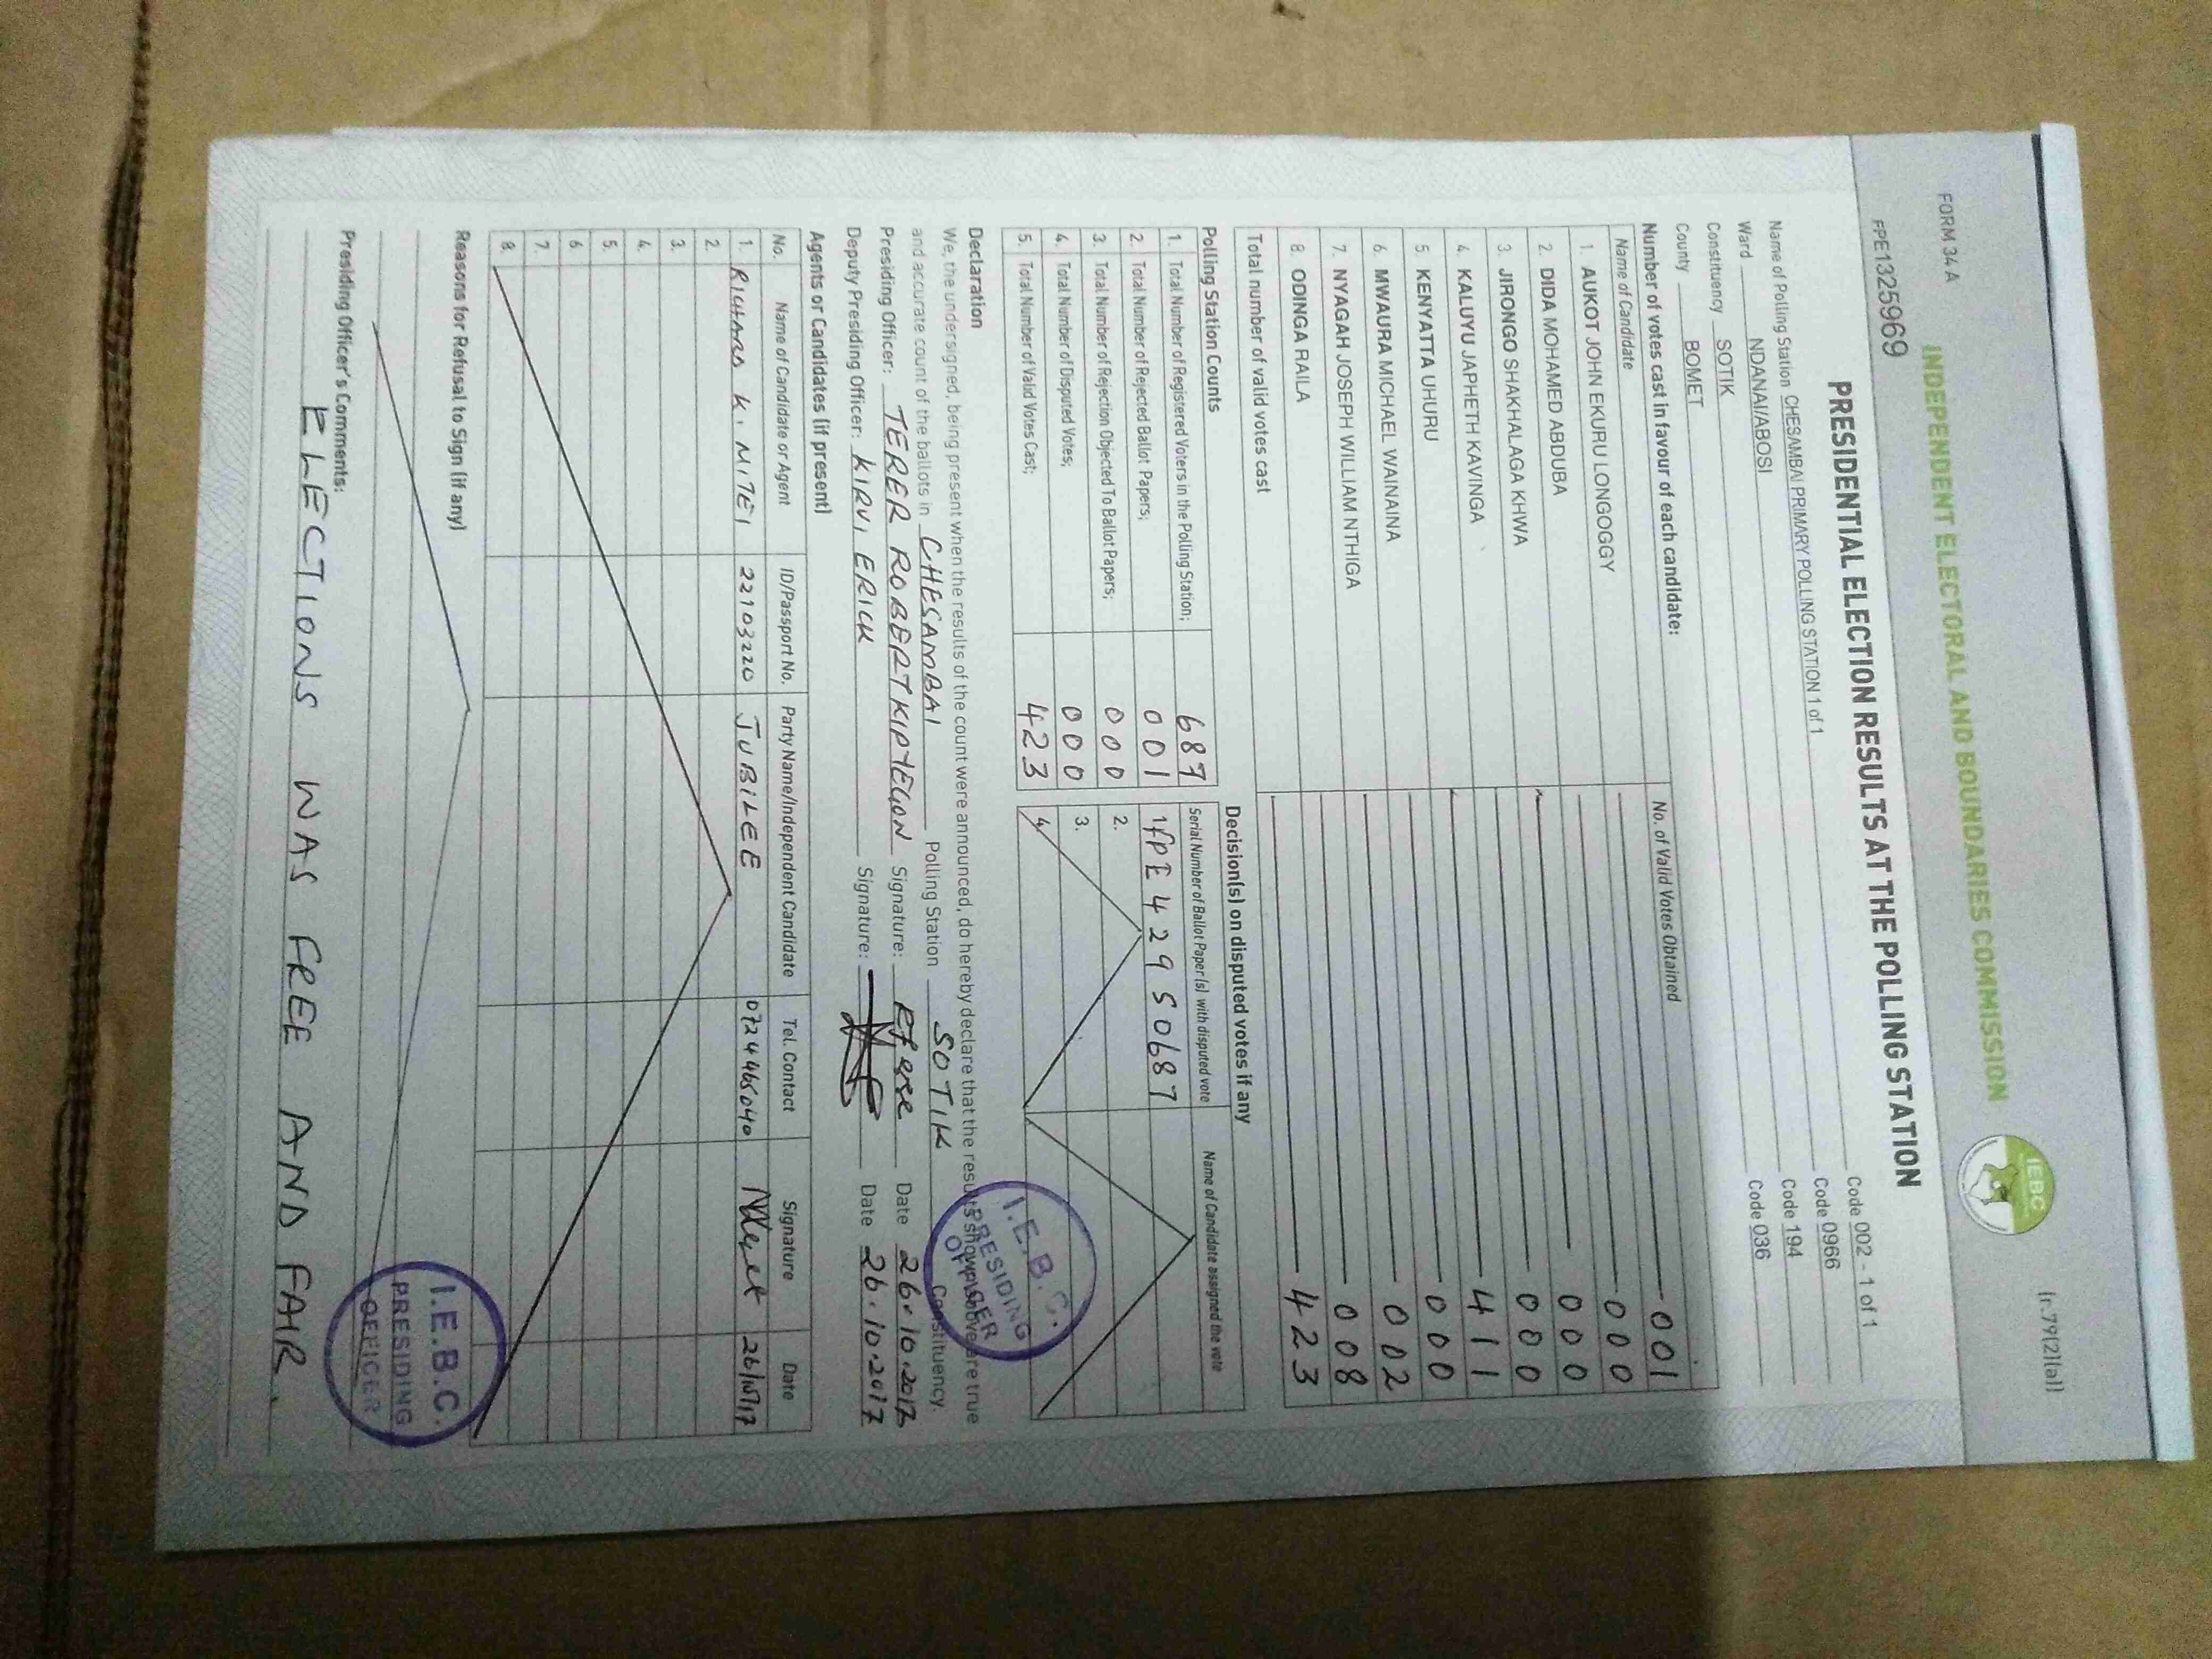 FORM 34 A
(r.79(2)(a))
INDEPENDENT ELECTORAL AND BOUNDARIES COMMISSION
IEBC
FPE1325969
PRESIDENTIAL ELECTION RESULTS AT THE POLLING STATION
Name of Polling Station CHESAMBAI PRIMARY POLLING STATION 1 of 1 Code 002 - 1 of 1
Ward NDANAI/ABOSI Code 0966
Constituency SOTIK Code 194
County BOMET Code 036
Number of votes cast in favour of each candidate:
Name of Candidate No. of Valid Votes Obtained
1. AUKOT JOHN EKURU LONGOGGY 001
2. DIDA MOHAMED ABDUBA 000
3. JIRONGO SHAKHALAGA KHWA 000
4. KALUYU JAPHETH KAVINGA 000
5. KENYATTA UHURU 411
6. MWAURA MICHAEL WAINAINA 000
7. NYAGAH JOSEPH WILLIAM NTHIGA 002
8. ODINGA RAILA 008
Total number of valid votes cast 423
Polling Station Counts
1. Total Number of Registered Voters in the Polling Station; 687
2. Total Number of Rejected Ballot Papers; 001
3. Total Number of Rejection Objected To Ballot Papers; 000
4. Total Number of Disputed Votes; 000
5. Total Number of Valid Votes Cast; 423
Decision(s) on disputed votes if any
Serial Number of Ballot Paper(s) with disputed vote Name of Candidate assigned the vote
1. fPE42950687
2.
3.
4.
Declaration
We, the undersigned, being present when the results of the count were announced, do hereby declare that the results shown above are true
and accurate count of the ballots in CHESAMBAI Polling Station SOTIK Constituency.
Presiding Officer: TERER ROBERT KIPYEGON Signature: Date 26.10.2017
Deputy Presiding Officer: KIRUI ERICK Signature: Date 26.10.2017
I.E.B.C.
PRESIDING
OFFICER
Agents or Candidates (if present)
No. Name of Candidate or Agent ID/Passport No. Party Name/Independent Candidate Tel. Contact Signature Date
1. RICHARD K. MITEI 22103220 JUBILEE 0724465040 26/10/17
2.
3.
4.
5.
6
7.
8.
Reasons for Refusal to Sign (if any)
I.E.B.C.
PRESIDING
OFFICER
Presiding Officer's Comments:
ELECTIONS WAS FREE AND FAIR.